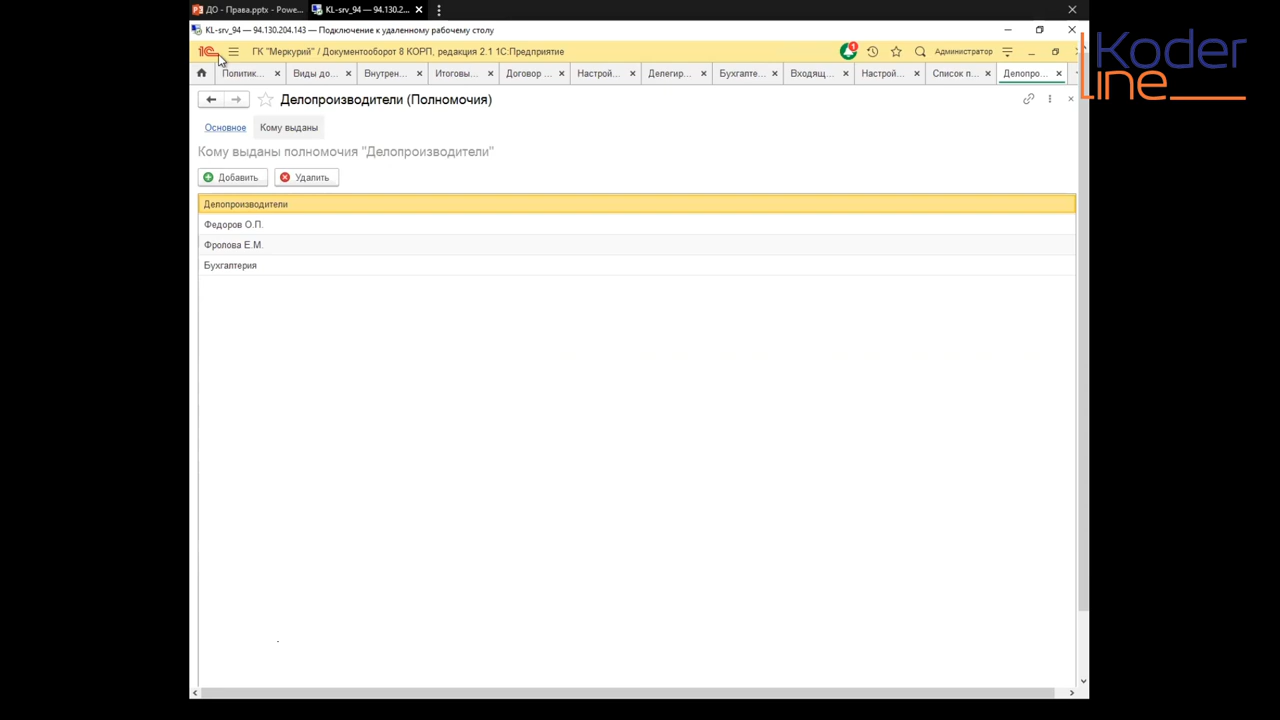 ДО - Права.pptx - Powe...
KL-srv_94 — 94.130.2...
KL-srv_94 — 94.130.204.143 — Подключение к удаленному рабочему столу
1С
ГК "Меркурий" / Документооборот 8 КОРП, редакция 2.1 1С:Предприятие
1
Администратор
Политик...
Виды до...
Внутрен...
Итоговы...
Договор ...
Настрой...
Делегир...
Бухгалте...
Входящ...
Настрой...
Список п...
Делопро...
Koder
Line
Делопроизводители (Полномочия)
Основное
Кому выданы
Кому выданы полномочия "Делопроизводители"
Добавить
Удалить
Делопроизводители
Федоров О.П.
Фролова Е.М.
Бухгалтерия